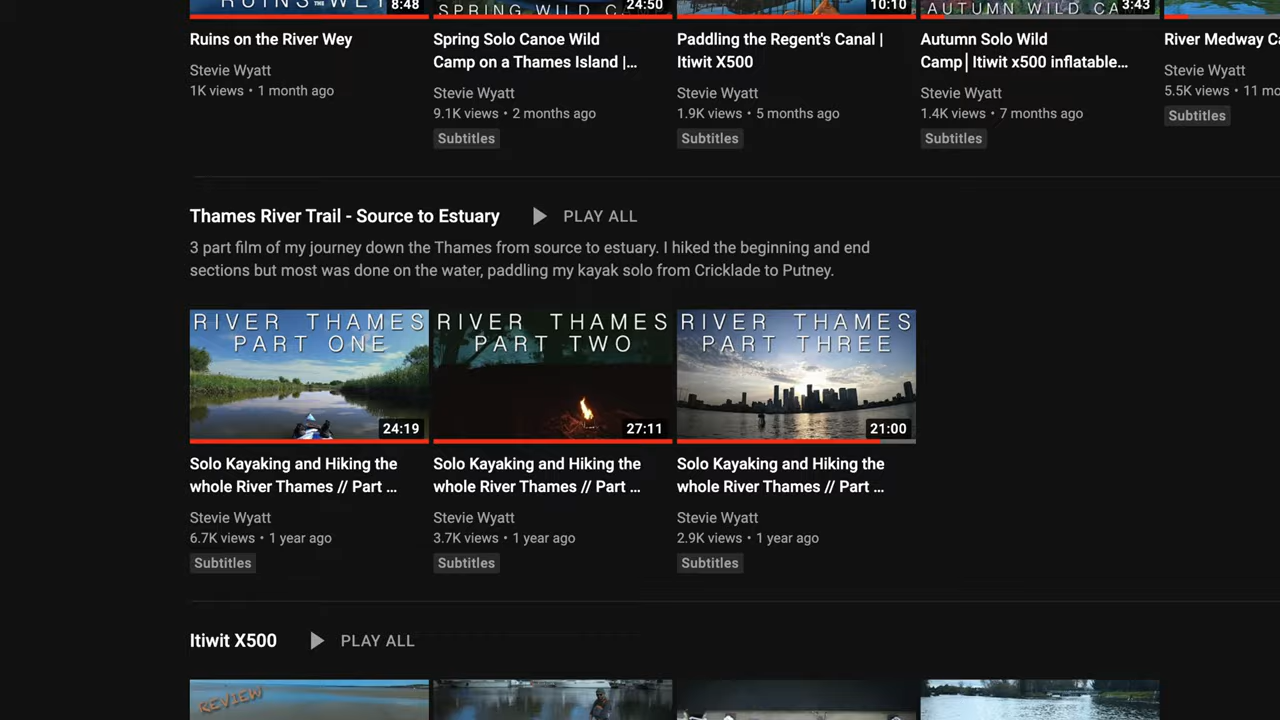 RUINS THE WEY
8:48
SPRING WILD C
24:50
10:10
AUTUMN WILD CA
3:43
Ruins on the River Wey
Stevie Wyatt
1K views • 1 month ago
Spring Solo Canoe Wild
Camp on a Thames Island |...
Stevie Wyatt
9.1K views • 2 months ago
Subtitles
Paddling the Regent's Canal |
Itiwit X500
Stevie Wyatt
1.9K views • 5 months ago
Subtitles
Autumn Solo Wild
Camp| Itiwit x500 inflatable...
Stevie Wyatt
1.4K views • 7 months ago
Subtitles
River Medway Ca
Stevie Wyatt
5.5K views • 11 mo
Subtitles
Thames River Trail - Source to Estuary
PLAY ALL
3 part film of my journey down the Thames from source to estuary. I hiked the beginning and end
sections but most was done on the water, paddling my kayak solo from Cricklade to Putney.
RIVER THAMES
PART ONE
24:19
Solo Kayaking and Hiking the
whole River Thames // Part ...
Stevie Wyatt
6.7K views • 1 year ago
Subtitles
RIVER THAMES
PART TWO
27:11
Solo Kayaking and Hiking the
whole River Thames // Part ...
Stevie Wyatt
3.7K views • 1 year ago
Subtitles
RIVER THAMES
PART THREE
21:00
Solo Kayaking and Hiking the
whole River Thames // Part ...
Stevie Wyatt
2.9K views • 1 year ago
Subtitles
Itiwit X500
PLAY ALL
REVIEW